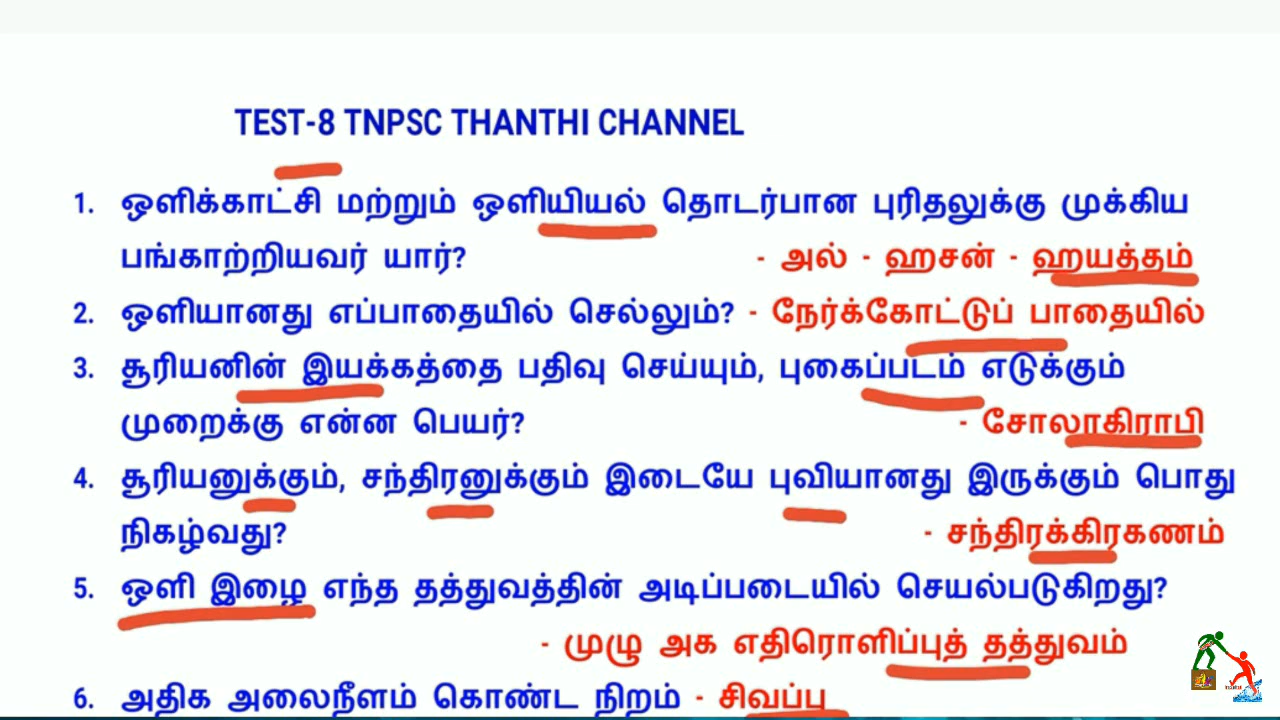 TEST-8 TNPSC THANTHI CHANNEL
1. ஒளிக்காட்சி மற்றும் ஒளியியல் தொடர்பான புரிதலுக்கு முக்கிய
பங்காற்றியவர் யார்? - அல் - ஹசன் - ஹயத்தம்
2. ஒளியானது எப்பாதையில் செல்லும்? - நேர்க்கோட்டுப் பாதையில்
3. சூரியனின் இயக்கத்தை பதிவு செய்யும், புகைப்படம் எடுக்கும்
முறைக்கு என்ன பெயர்? - சோலாகிராபி
4. சூரியனுக்கும், சந்திரனுக்கும் இடையே புவியானது இருக்கும் பொது
நிகழ்வது? - சந்திரக்கிரகணம்
5. ஒளி இழை எந்த தத்துவத்தின் அடிப்படையில் செயல்படுகிறது?
- முழு அக எதிரொளிப்புத் தத்துவம்
6. அதிக அலைநீளம் கொண்ட நிறம் - சிவப்பு